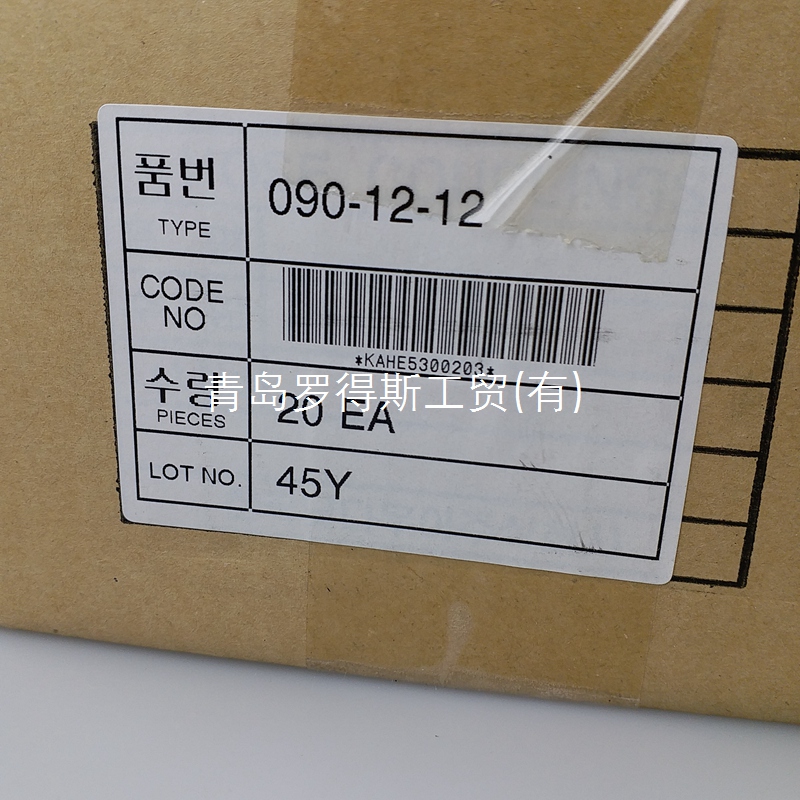 품번 090-12-12
TYPE
CODE
NO
*KAHE5300203*
수량 20 EA
PIECES
青岛罗得斯工贸(有)
LOT NO. 45Y